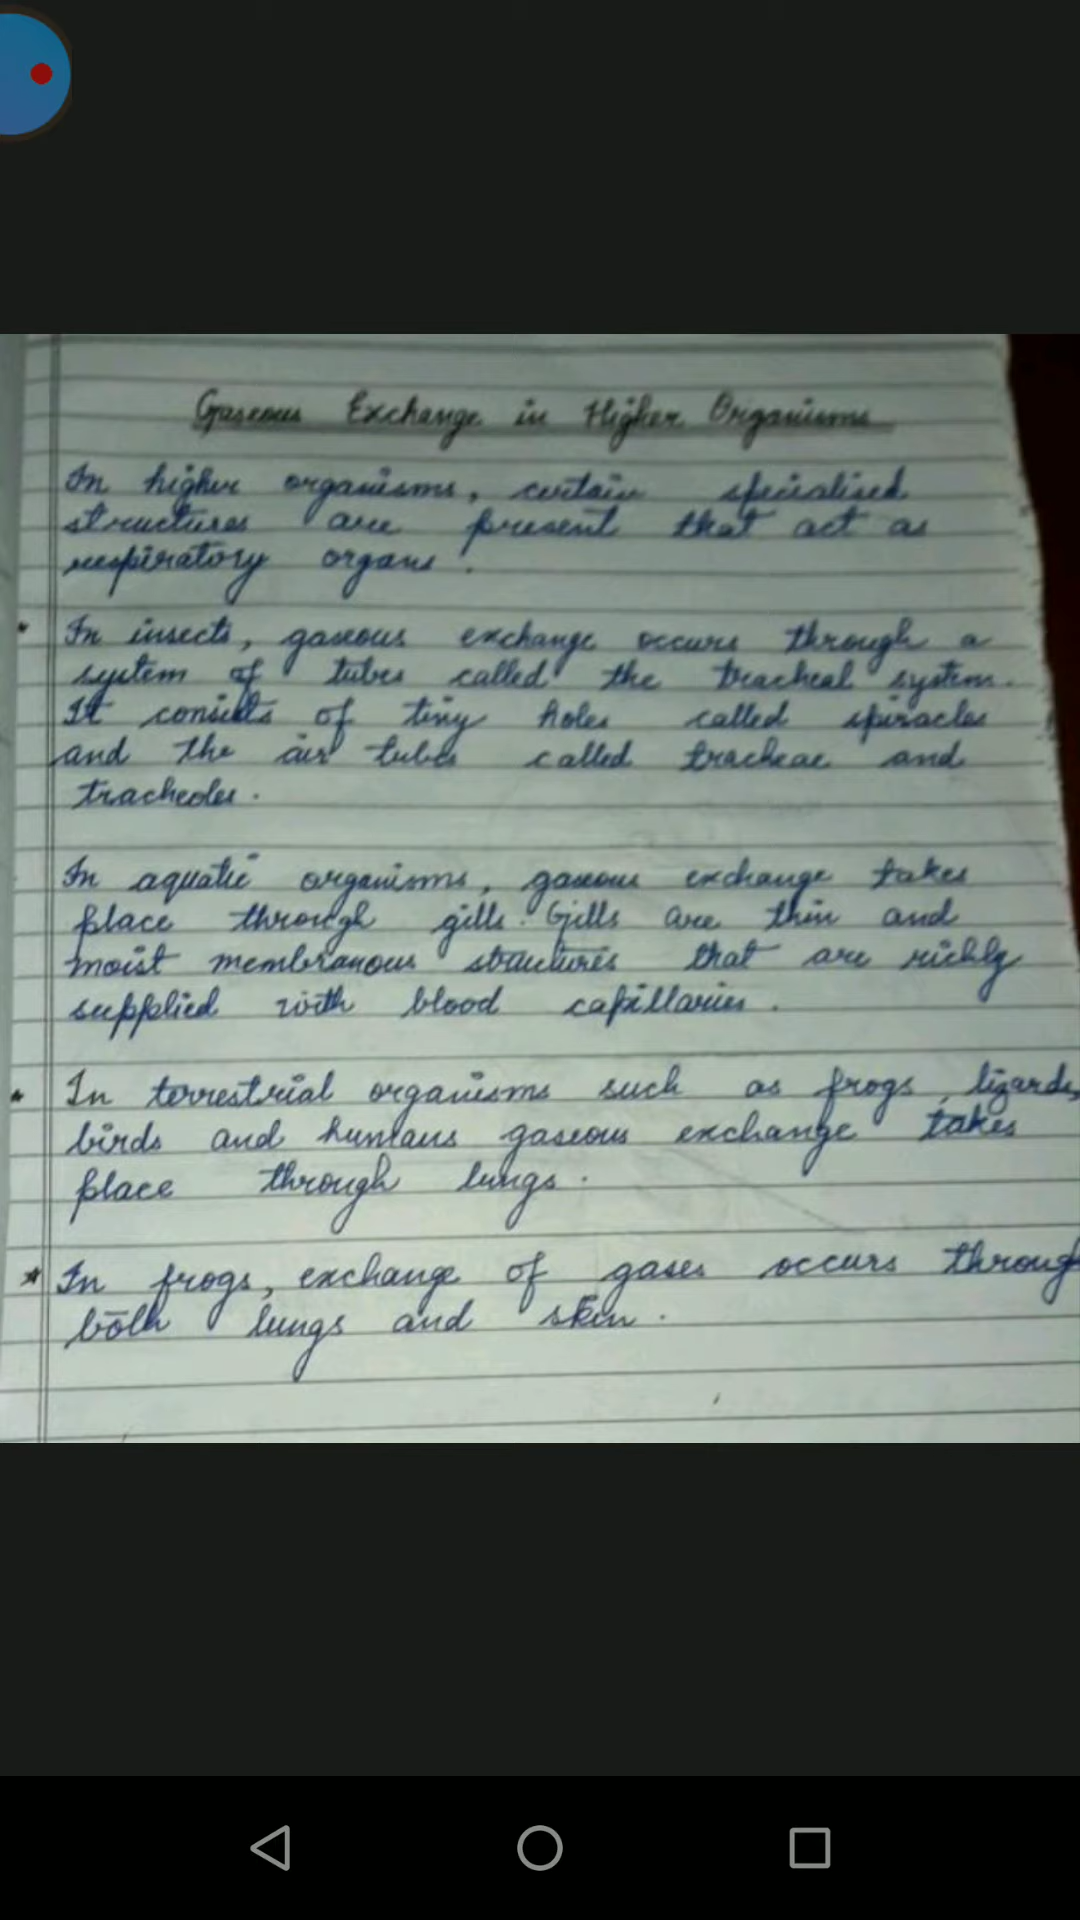 Gaseous Exchange in Higher Organisms
In higher organisms, certain specialised
structures are present that act as
respiratory organs.
* In insects, gaseous exchange occurs through a
system of tubes called the tracheal system.
It consists of tiny holes called spiracles
and the air tubes called tracheae and
tracheoles.
In aquatic organisms, gaseous exchange takes
place through gills. Gills are thin and
moist membranous structures that are richly
supplied with blood capillaries.
* In terrestrial organisms such as frogs, lizards,
birds and humans gaseous exchange takes
place through lungs.
* In frogs, exchange of gases occurs through
both lungs and skin.